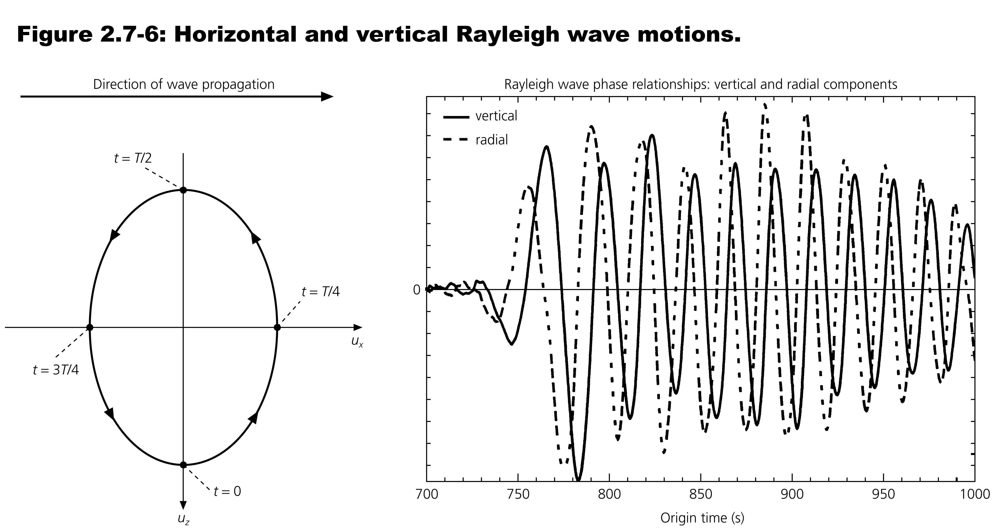 Figure 2.7-6: Horizontal and vertical Rayleigh wave motions.
Direction of wave propagation
t = T/2
t = T/4
uₓ
t = 3T/4
t = 0
u_z
Rayleigh wave phase relationships: vertical and radial components
vertical
radial
0
700 750 800 850 900 950 1000
Origin time (s)